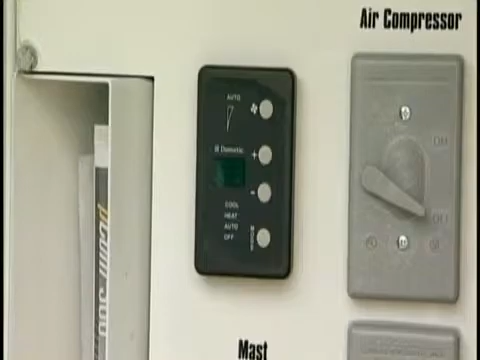 Air Compressor
AUTO
Dometic
COOL
HEAT
AUTO
OFF
ON
OFF
Mast